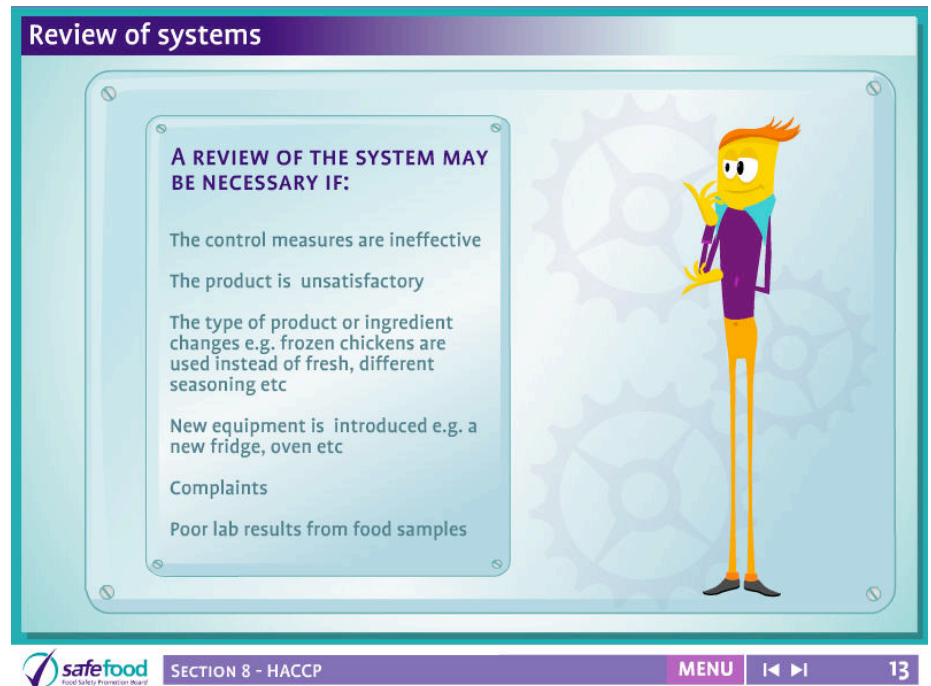 Review of systems
A REVIEW OF THE SYSTEM MAY
BE NECESSARY IF:
The control measures are ineffective
The product is unsatisfactory
The type of product or ingredient
changes e.g. frozen chickens are
used instead of fresh, different
seasoning etc
New equipment is introduced e.g. a
new fridge, oven etc
Complaints
Poor lab results from food samples
safefood
Food Safety Promotion Board
SECTION 8 - HACCP
MENU
13